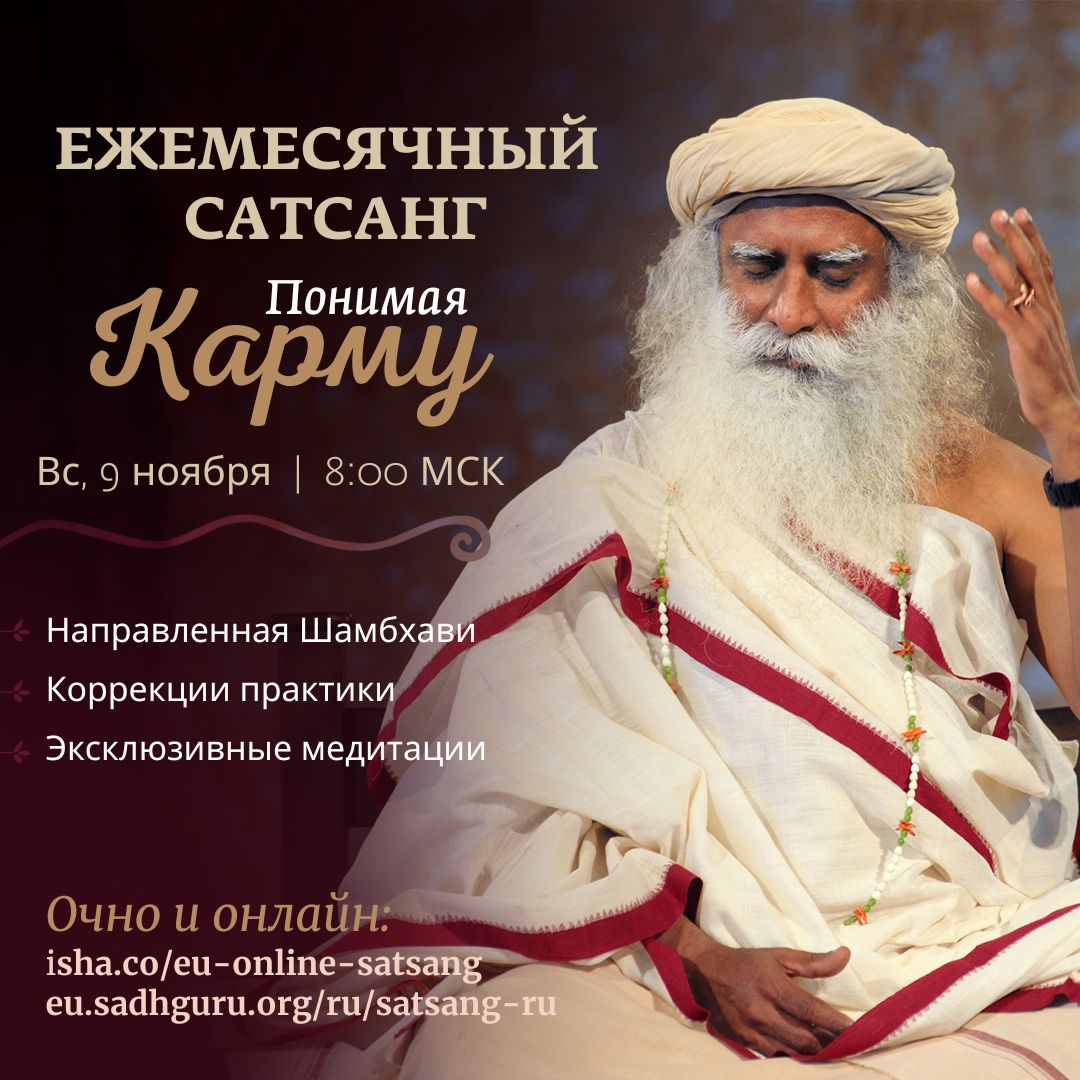 ЕЖЕМЕСЯЧНЫЙ
САТСАНГ
Понимая
Карму
Вс, 9 ноября | 8:00 МСК
Направленная Шамбхави
Коррекции практики
Эксклюзивные медитации
Очно и онлайн:
isha.co/eu-online-satsang
eu.sadhguru.org/ru/satsang-ru